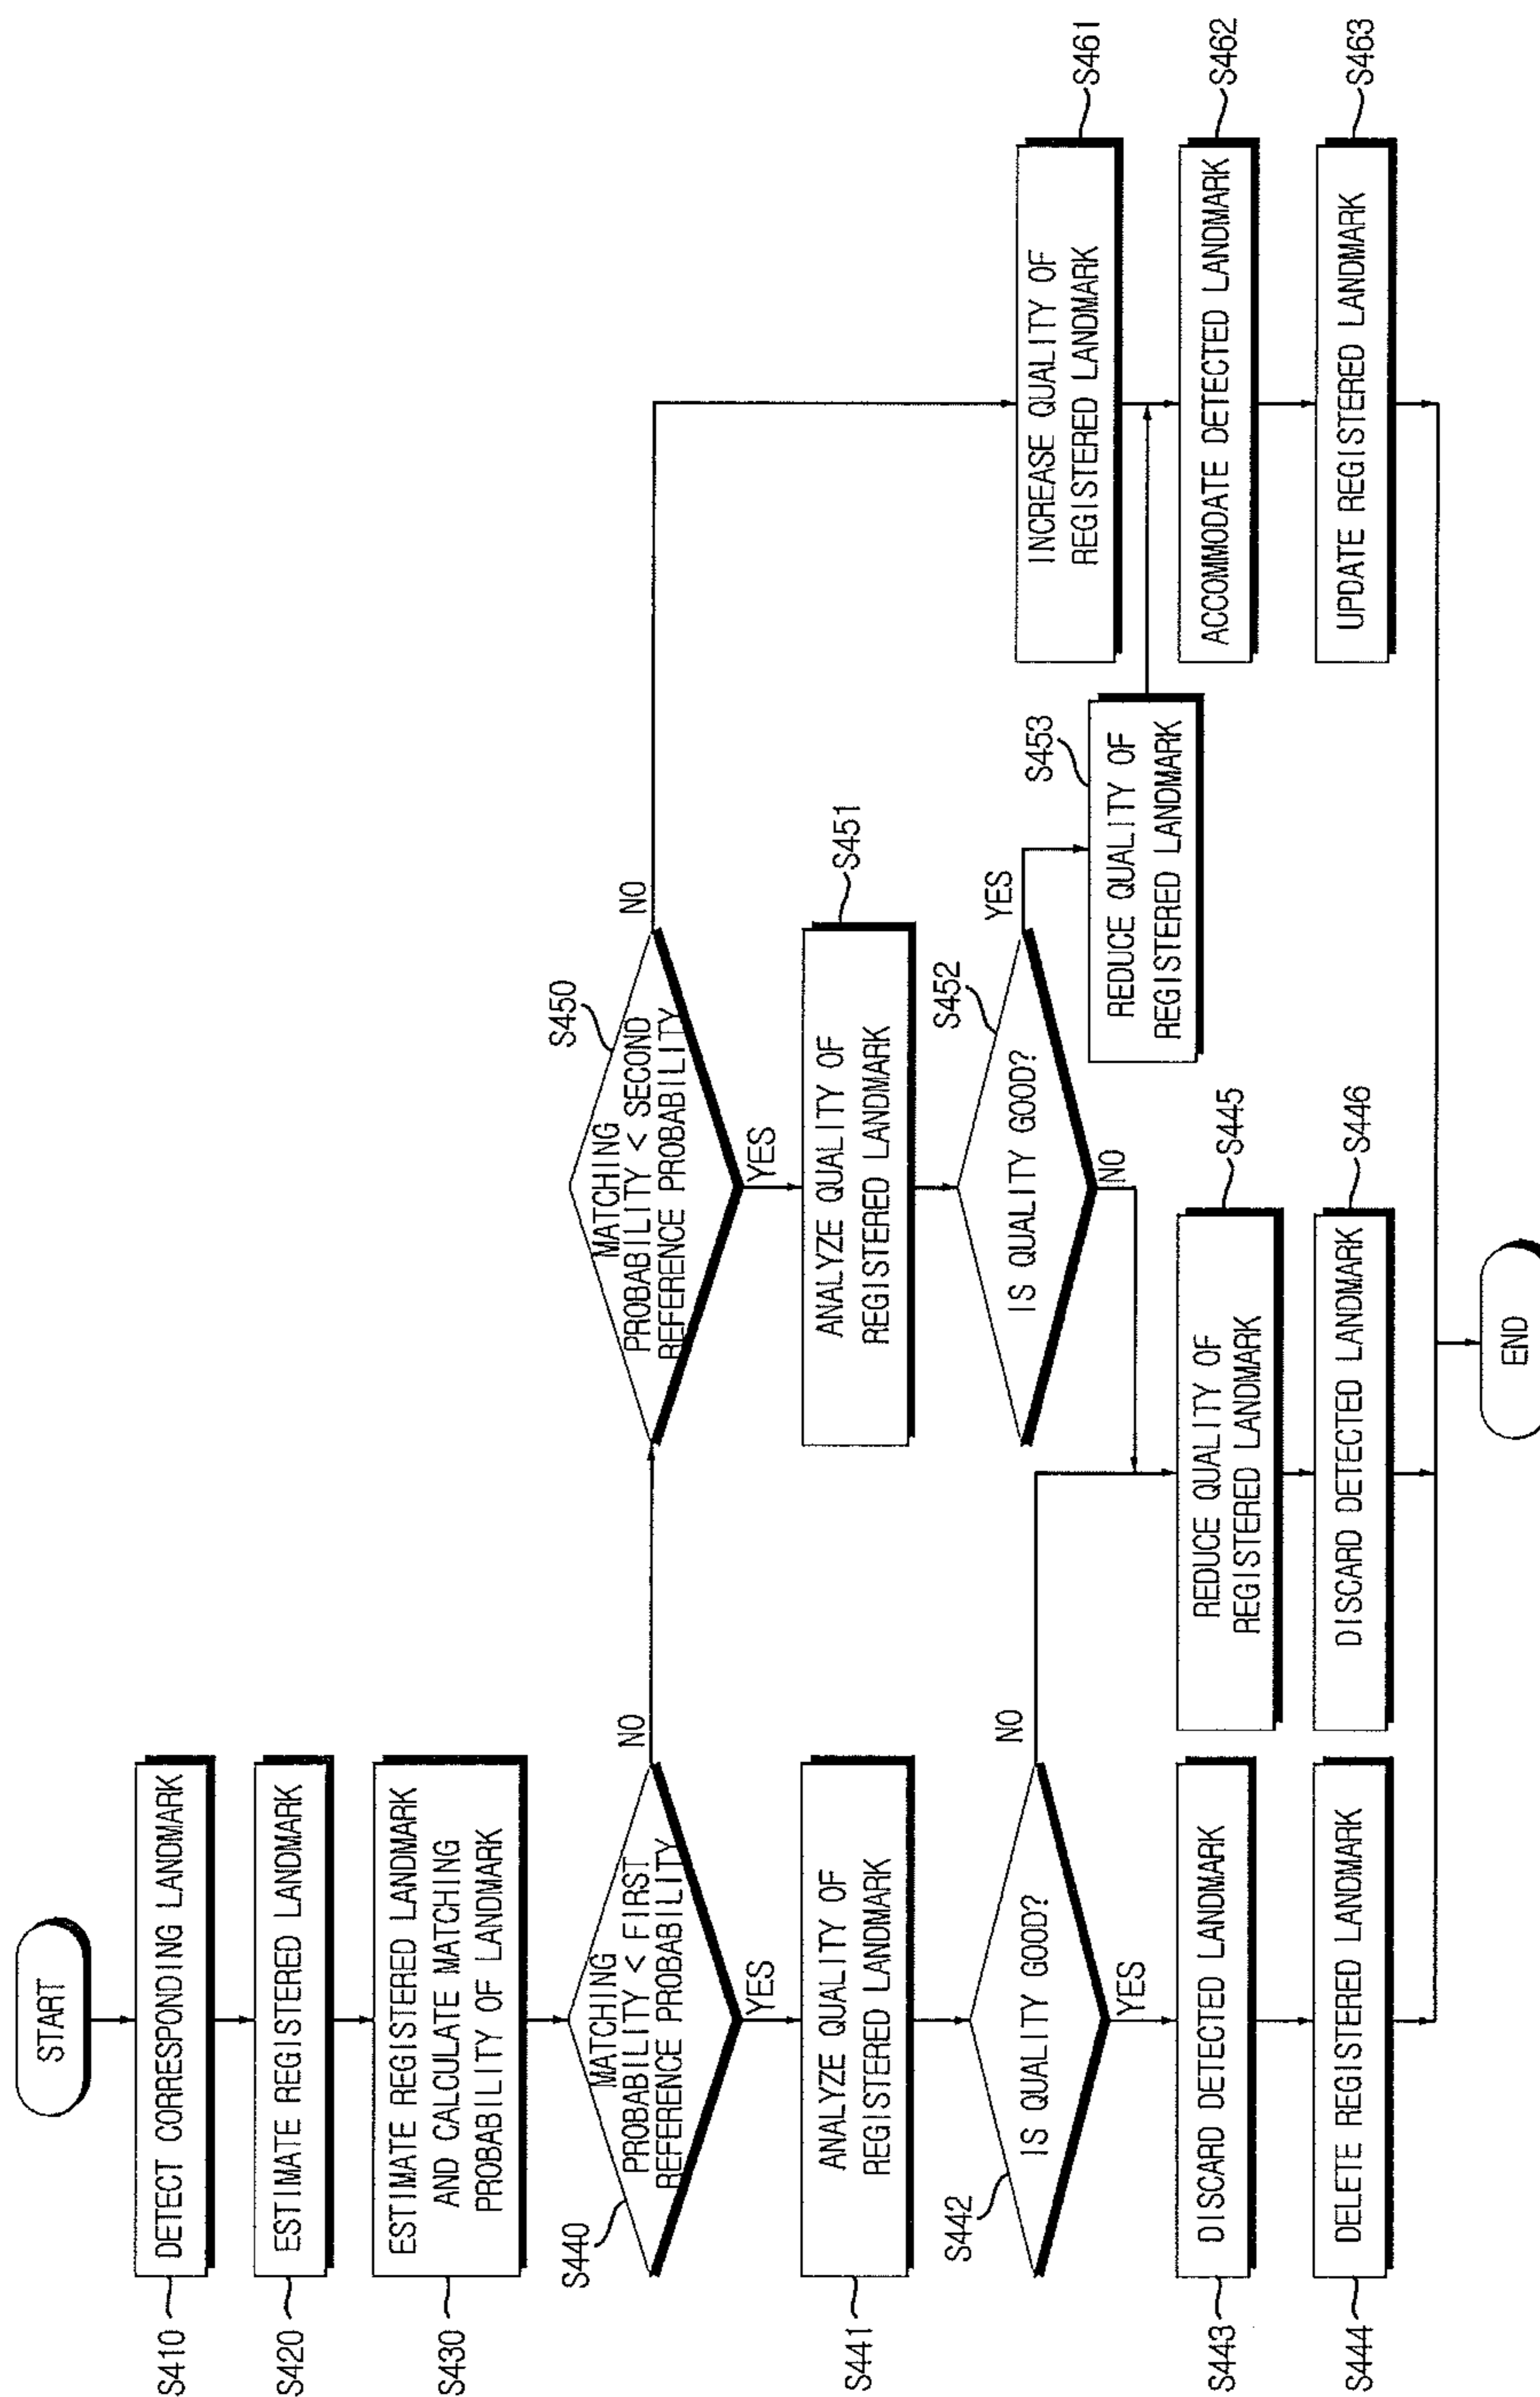 START
S410
DETECT CORRESPONDING LANDMARK
S420
ESTIMATE REGISTERED LANDMARK
S430
ESTIMATE REGISTERED LANDMARK
AND CALCULATE MATCHING
PROBABILITY OF LANDMARK
S440
MATCHING
PROBABILITY < FIRST
REFERENCE PROBABILITY
NO
YES
S450
MATCHING
PROBABILITY < SECOND
REFERENCE PROBABILITY
NO
YES
S441
ANALYZE QUALITY OF
REGISTERED LANDMARK
S451
ANALYZE QUALITY OF
REGISTERED LANDMARK
S442
IS QUALITY GOOD?
NO
YES
S452
IS QUALITY GOOD?
YES
NO
S453
REDUCE QUALITY OF
REGISTERED LANDMARK
S461
INCREASE QUALITY OF
REGISTERED LANDMARK
S443
DISCARD DETECTED LANDMARK
S445
REDUCE QUALITY OF
REGISTERED LANDMARK
S462
ACCOMMODATE DETECTED LANDMARK
S444
DELETE REGISTERED LANDMARK
S446
DISCARD DETECTED LANDMARK
S463
UPDATE REGISTERED LANDMARK
END